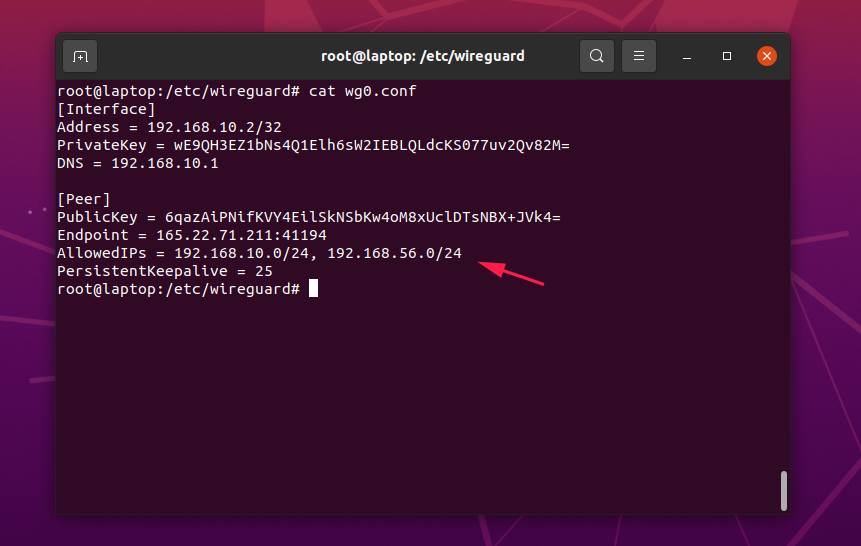 root@laptop: /etc/wireguard
root@laptop:/etc/wireguard# cat wg0.conf
[Interface]
Address = 192.168.10.2/32
PrivateKey = wE9QH3EZ1bNs4Q1Elh6sW2IEBLQLdcKS077uv2Qv82M=
DNS = 192.168.10.1
[Peer]
PublicKey = 6qazAiPNifKVY4EilSkNSbKw4oM8xUclDTsNBX+JVk4=
Endpoint = 165.22.71.211:41194
AllowedIPs = 192.168.10.0/24, 192.168.56.0/24
PersistentKeepalive = 25
root@laptop:/etc/wireguard#